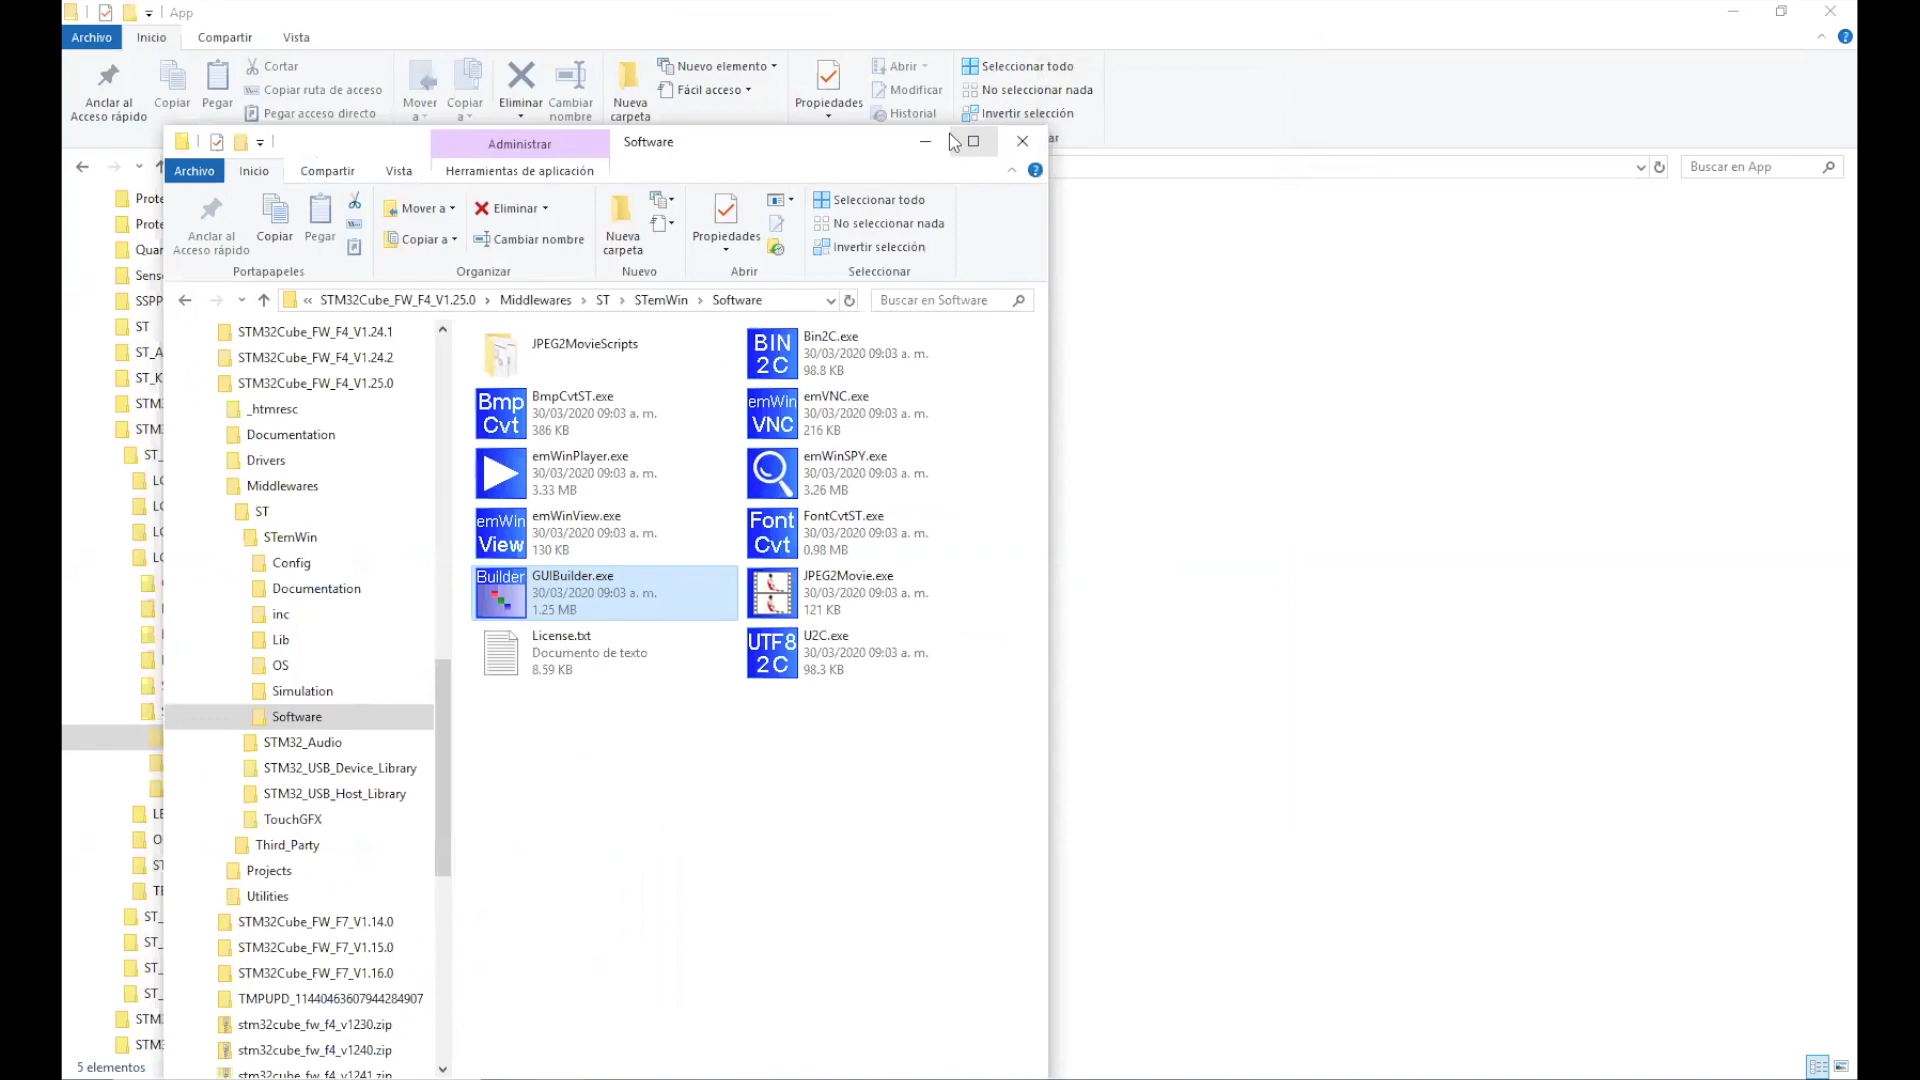 App
Archivo Inicio Compartir Vista
Anclar al
Acceso rápido
Copiar
Pegar
Cortar
Copiar ruta de acceso
Pegar acceso directo
Mover
a
Copiar
a
Eliminar
Cambiar
nombre
Nueva
carpeta
Nuevo elemento
Fácil acceso
Propiedades
Abrir
Modificar
Historial
Seleccionar todo
No seleccionar nada
Invertir selección
Buscar en App
Administrar
Software
Archivo Inicio Compartir Vista Herramientas de aplicación
Anclar al
Acceso rápido
Copiar
Pegar
Portapapeles
Mover a
Copiar a
Eliminar
Cambiar nombre
Organizar
Nueva
carpeta
Nuevo
Propiedades
Abrir
Seleccionar todo
No seleccionar nada
Invertir selección
Seleccionar
« STM32Cube_FW_F4_V1.25.0 › Middlewares › ST › STemWin › Software
Buscar en Software
STM32Cube_FW_F4_V1.24.1
STM32Cube_FW_F4_V1.24.2
STM32Cube_FW_F4_V1.25.0
_htmresc
Documentation
Drivers
Middlewares
ST
STemWin
Config
Documentation
inc
Lib
OS
Simulation
Software
STM32_Audio
STM32_USB_Device_Library
STM32_USB_Host_Library
TouchGFX
Third_Party
Projects
Utilities
STM32Cube_FW_F7_V1.14.0
STM32Cube_FW_F7_V1.15.0
STM32Cube_FW_F7_V1.16.0
TMPUPD_11440463607944284907
stm32cube_fw_f4_v1230.zip
stm32cube_fw_f4_v1240.zip
stm32cube_fw_f4_v1241.zip
JPEG2MovieScripts
BIN
2C
Bin2C.exe
30/03/2020 09:03 a. m.
98.8 KB
Bmp
Cvt
BmpCvtST.exe
30/03/2020 09:03 a. m.
386 KB
emWin
VNC
emVNC.exe
30/03/2020 09:03 a. m.
216 KB
emWinPlayer.exe
30/03/2020 09:03 a. m.
3.33 MB
emWinSPY.exe
30/03/2020 09:03 a. m.
3.26 MB
emWin
View
emWinView.exe
30/03/2020 09:03 a. m.
130 KB
Font
Cvt
FontCvtST.exe
30/03/2020 09:03 a. m.
0.98 MB
Builder
GUIBuilder.exe
30/03/2020 09:03 a. m.
1.25 MB
JPEG2Movie.exe
30/03/2020 09:03 a. m.
121 KB
License.txt
Documento de texto
8.59 KB
UTF8
2C
U2C.exe
30/03/2020 09:03 a. m.
98.3 KB
5 elementos